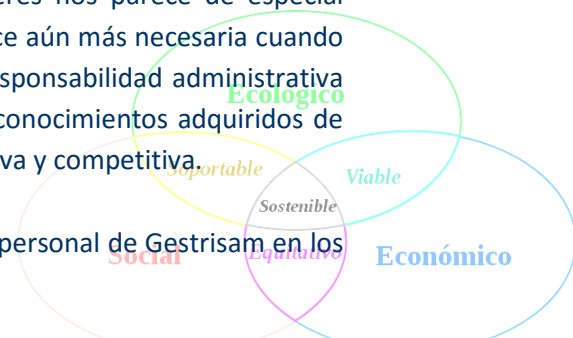 eres nos parece de especial
ce aún más necesaria cuando
sponsabilidad administrativa
Ecológico
conocimientos adquiridos de
va y competitiva.
Soportable
Viable
Sostenible
personal de Gestrisam en los
Social
Equitativo
Económico